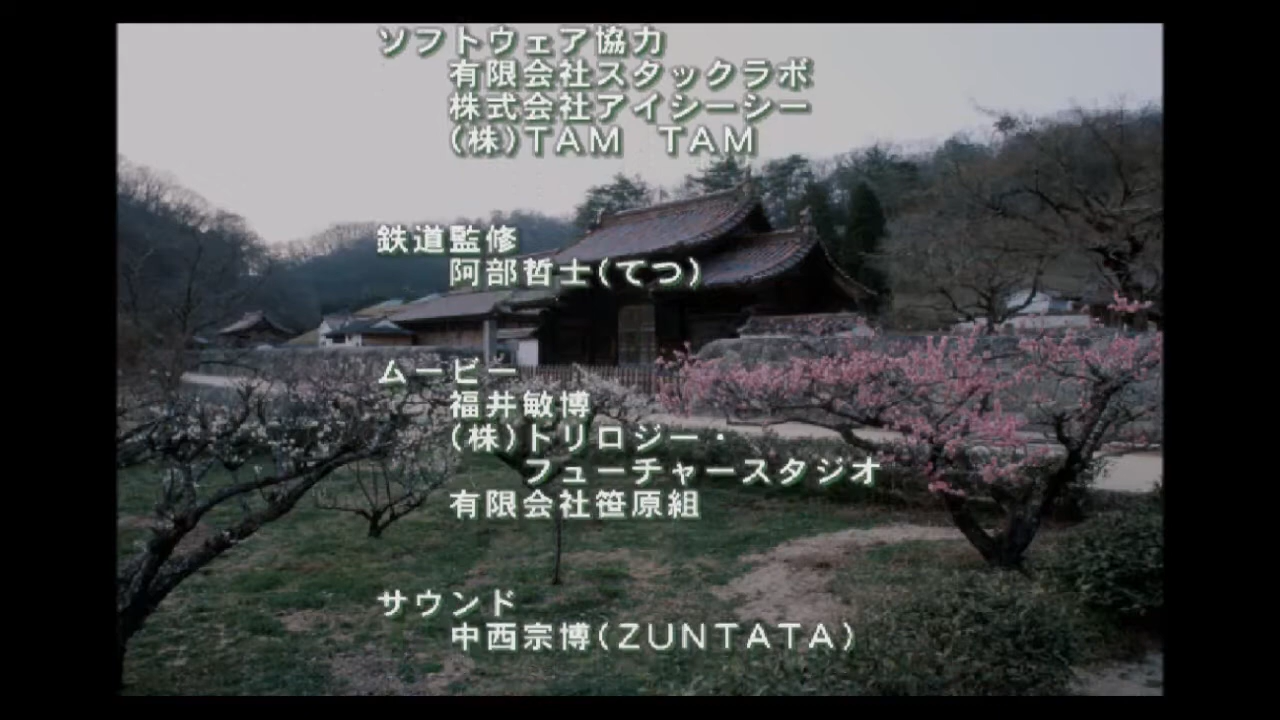 ソフトウェア協力
有限会社スタックラボ
株式会社アイシーシー
(株)TAM　TAM
鉄道監修
阿部哲士(てつ)
ムービー
福井敏博
(株)トリロジー・
フューチャースタジオ
有限会社笹原組
サウンド
中西宗博(ZUNTATA)